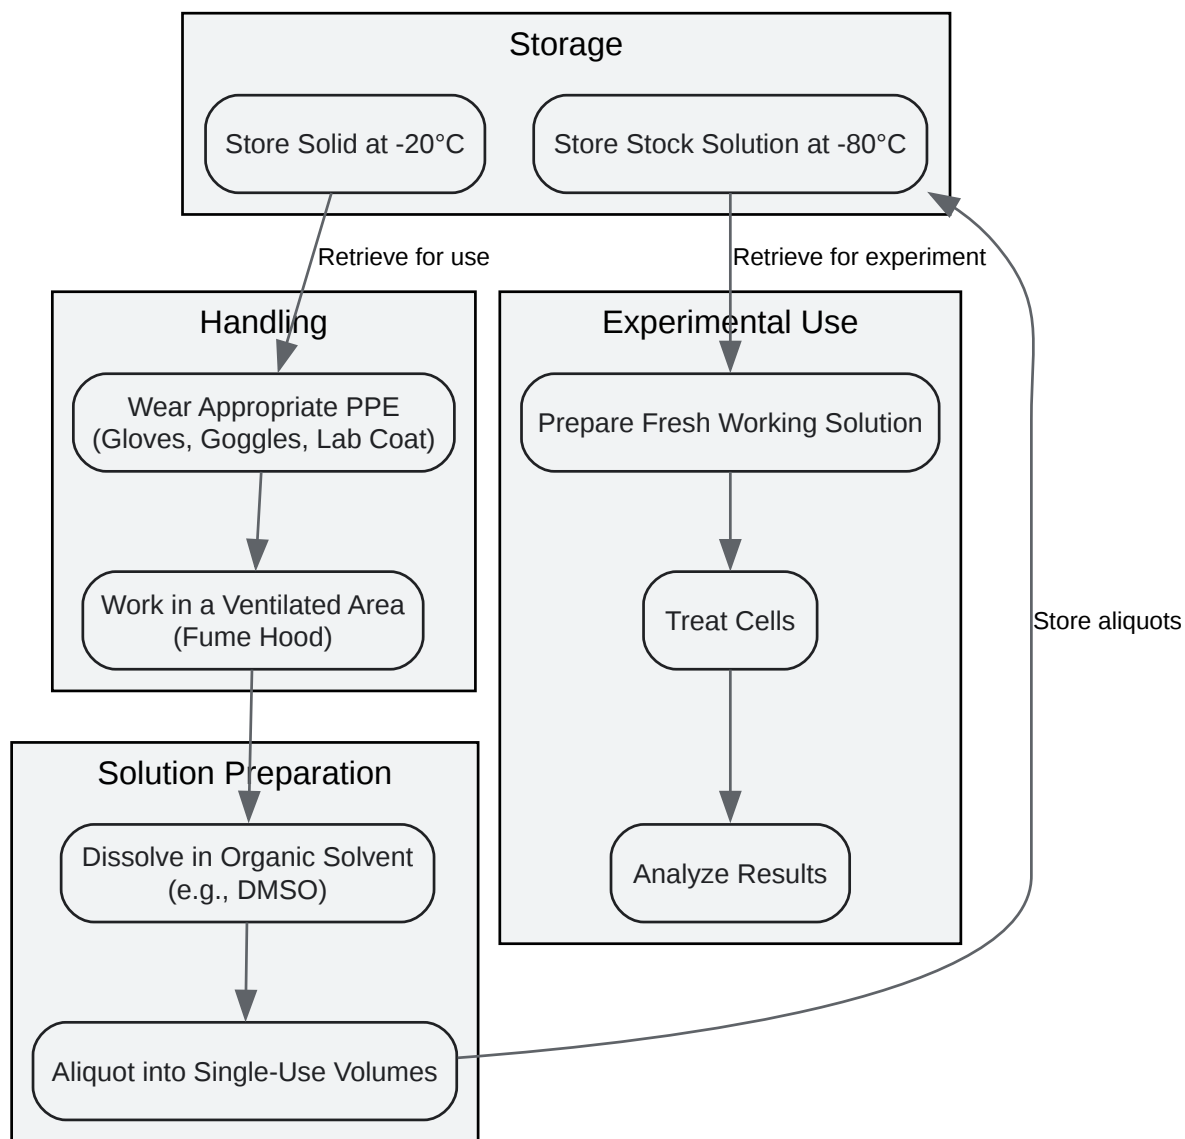 Storage
Store Solid at -20°C
Store Stock Solution at -80°C
Retrieve for use
Retrieve for experiment
Handling
Wear Appropriate PPE
(Gloves, Goggles, Lab Coat)
Work in a Ventilated Area
(Fume Hood)
Experimental Use
Prepare Fresh Working Solution
Treat Cells
Analyze Results
Store aliquots
Solution Preparation
Dissolve in Organic Solvent
(e.g., DMSO)
Aliquot into Single-Use Volumes